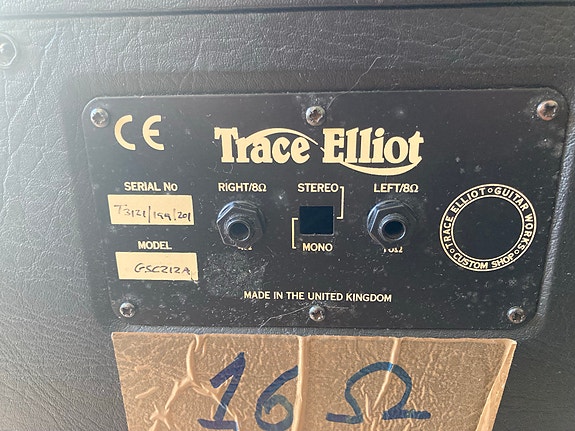 CE
Trace Elliot
SERIAL No
RIGHT/8Ω
STEREO
LEFT/8Ω
MONO
MODEL
GSC212A
TRACE ELLIOT GUITAR WORKS
CUSTOM SHOP
MADE IN THE UNITED KINGDOM
16 Ω